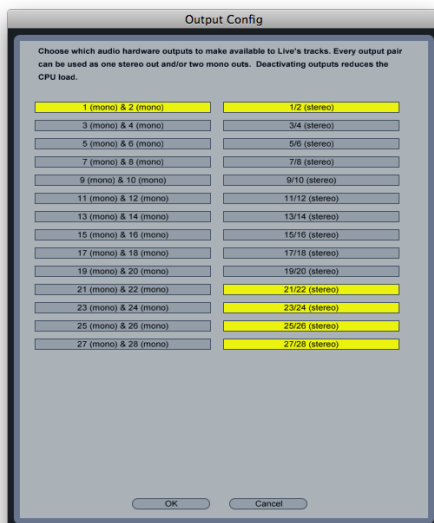 Output Config
Choose which audio hardware outputs to make available to Live's tracks. Every output pair
can be used as one stereo out and/or two mono outs.  Deactivating outputs reduces the
CPU load.
1 (mono) & 2 (mono) 1/2 (stereo)
3 (mono) & 4 (mono) 3/4 (stereo)
5 (mono) & 6 (mono) 5/6 (stereo)
7 (mono) & 8 (mono) 7/8 (stereo)
9 (mono) & 10 (mono) 9/10 (stereo)
11 (mono) & 12 (mono) 11/12 (stereo)
13 (mono) & 14 (mono) 13/14 (stereo)
15 (mono) & 16 (mono) 15/16 (stereo)
17 (mono) & 18 (mono) 17/18 (stereo)
19 (mono) & 20 (mono) 19/20 (stereo)
21 (mono) & 22 (mono) 21/22 (stereo)
23 (mono) & 24 (mono) 23/24 (stereo)
25 (mono) & 26 (mono) 25/26 (stereo)
27 (mono) & 28 (mono) 27/28 (stereo)
OK Cancel